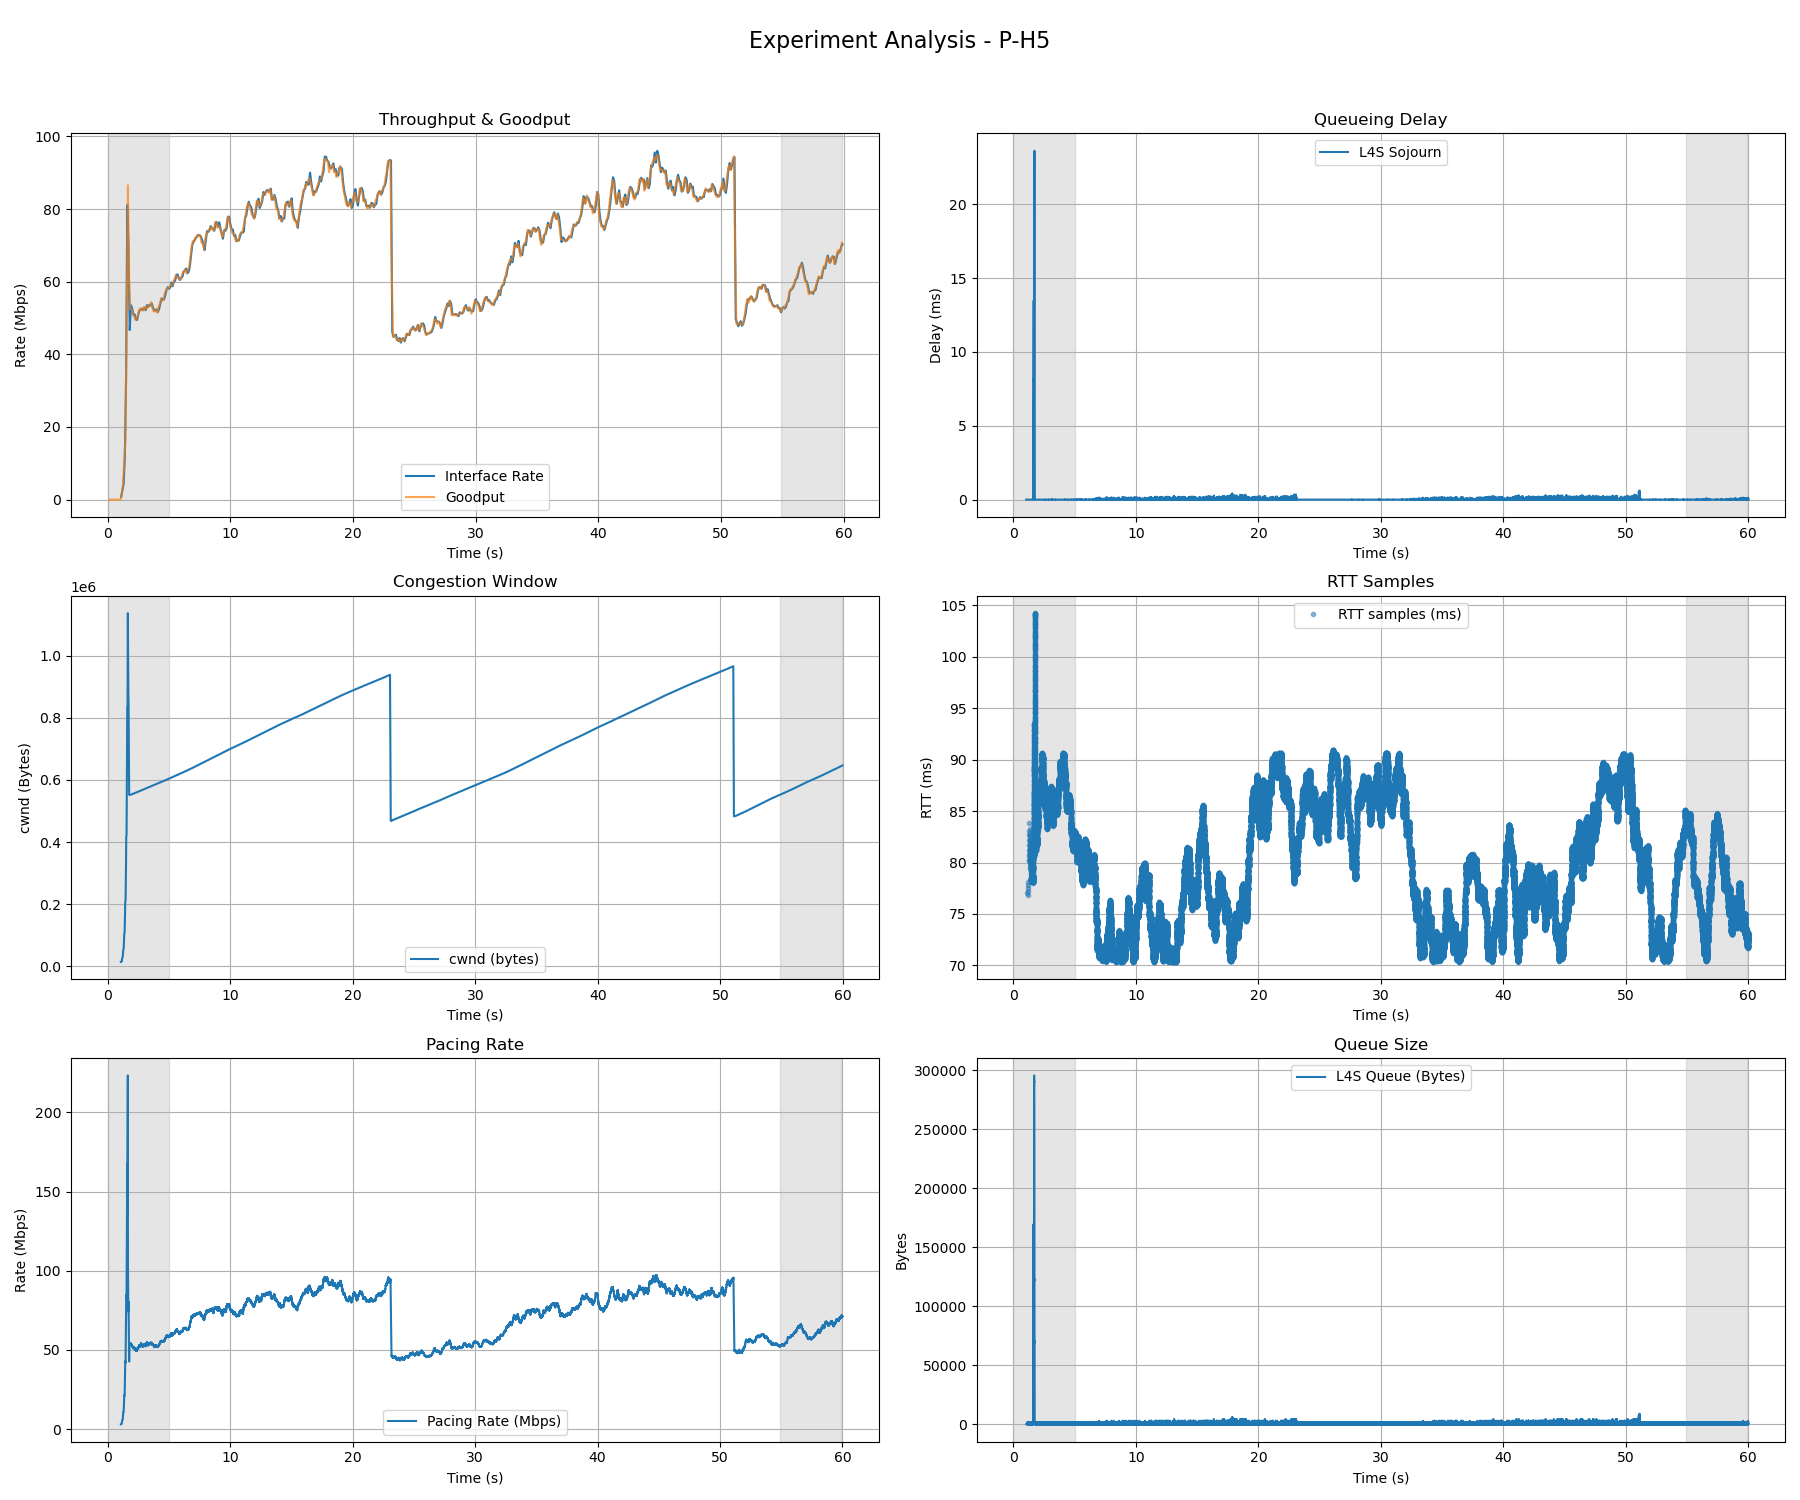 Experiment Analysis - P-H5
Throughput & Goodput
Rate (Mbps)
100
80
60
40
20
0
Interface Rate
Goodput
0 10 20 30 40 50 60
Time (s)
Queueing Delay
Delay (ms)
20
15
10
5
0
L4S Sojourn
0 10 20 30 40 50 60
Time (s)
Congestion Window
1e6
cwnd (Bytes)
1.0
0.8
0.6
0.4
0.2
0.0
cwnd (bytes)
0 10 20 30 40 50 60
Time (s)
RTT Samples
RTT (ms)
105
100
95
90
85
80
75
70
RTT samples (ms)
0 10 20 30 40 50 60
Time (s)
Pacing Rate
Rate (Mbps)
200
150
100
50
0
Pacing Rate (Mbps)
0 10 20 30 40 50 60
Time (s)
Queue Size
Bytes
300000
250000
200000
150000
100000
50000
0
L4S Queue (Bytes)
0 10 20 30 40 50 60
Time (s)